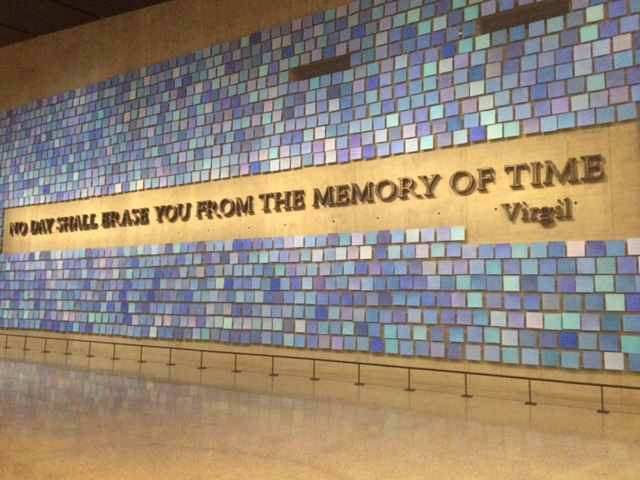 NO DAY SHALL ERASE YOU FROM THE MEMORY OF TIME
Virgil